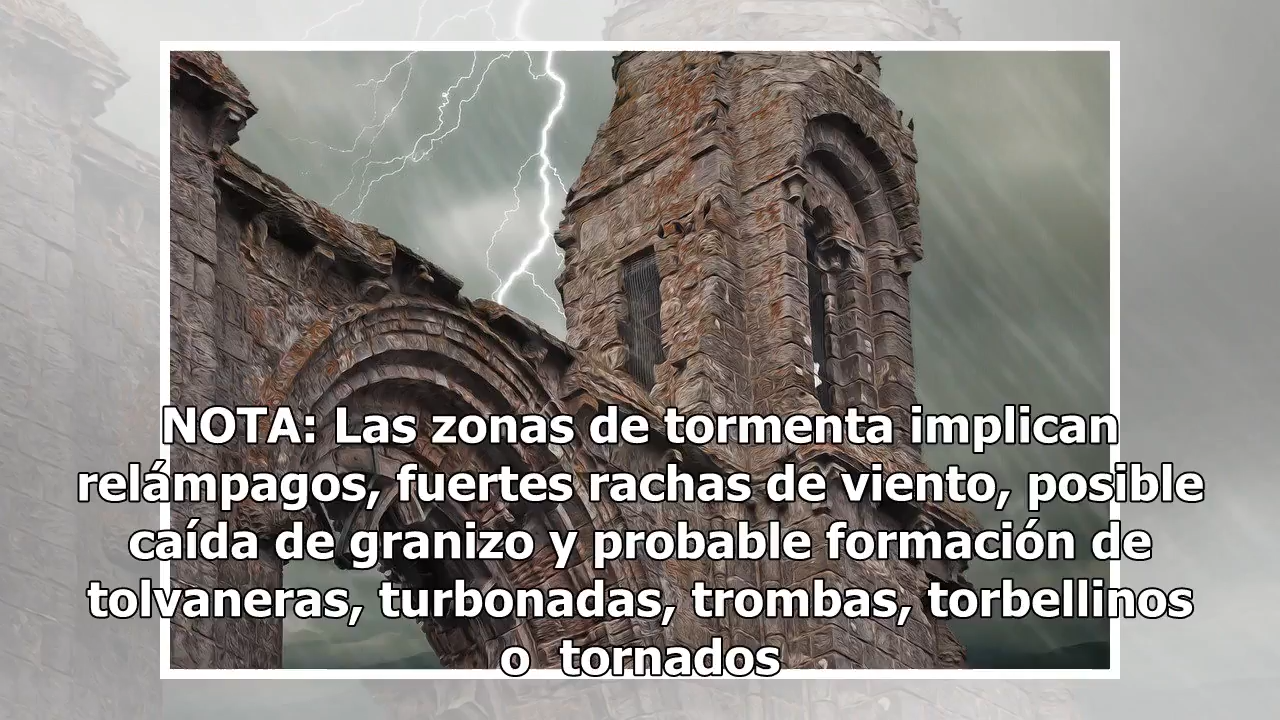 NOTA: Las zonas de tormenta implican
relámpagos, fuertes rachas de viento, posible
caída de granizo y probable formación de
tolvaneras, turbonadas, trombas, torbellinos
o  tornados